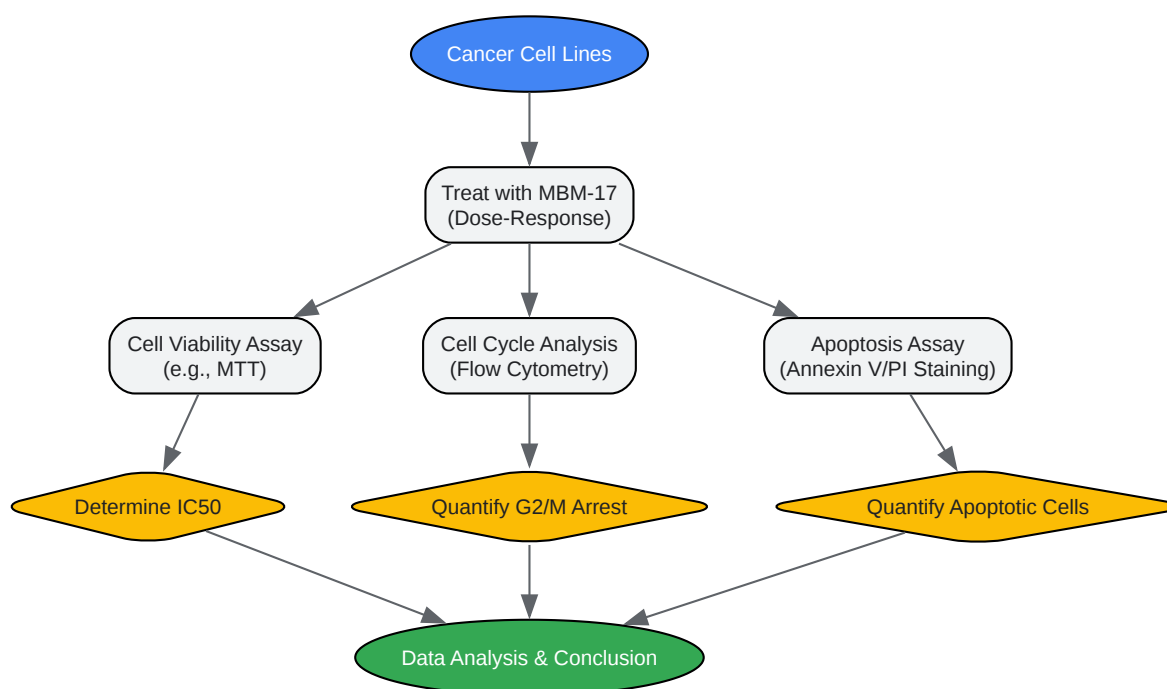 Cancer Cell Lines
Treat with MBM-17
(Dose-Response)
Cell Viability Assay
(e.g., MTT)
Cell Cycle Analysis
(Flow Cytometry)
Apoptosis Assay
(Annexin V/PI Staining)
Determine IC50
Quantify G2/M Arrest
Quantify Apoptotic Cells
Data Analysis & Conclusion